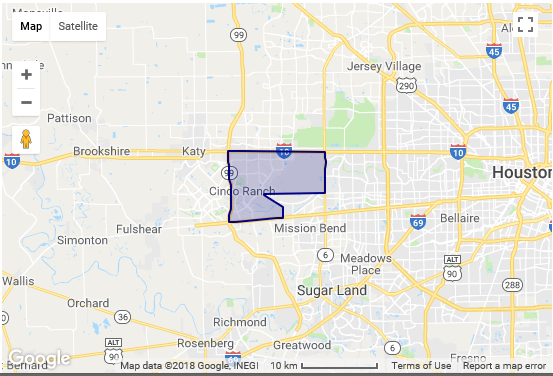 Map Satellite
99
Jersey Village
45
290
45
Pattison
Brookshire
Katy
10
10
10
99
Cinco Ranch
Houston
Bellaire
Fulshear
69
Mission Bend
Simonton
6
ALT
90
Meadows
Place
Wallis
Sugar Land
288
Orchard
36
Richmond
6
ALT
90
Rosenberg
Greatwood
Fresno
Bernard
Google
Map data ©2018 Google, INEGI 10 km Terms of Use Report a map error